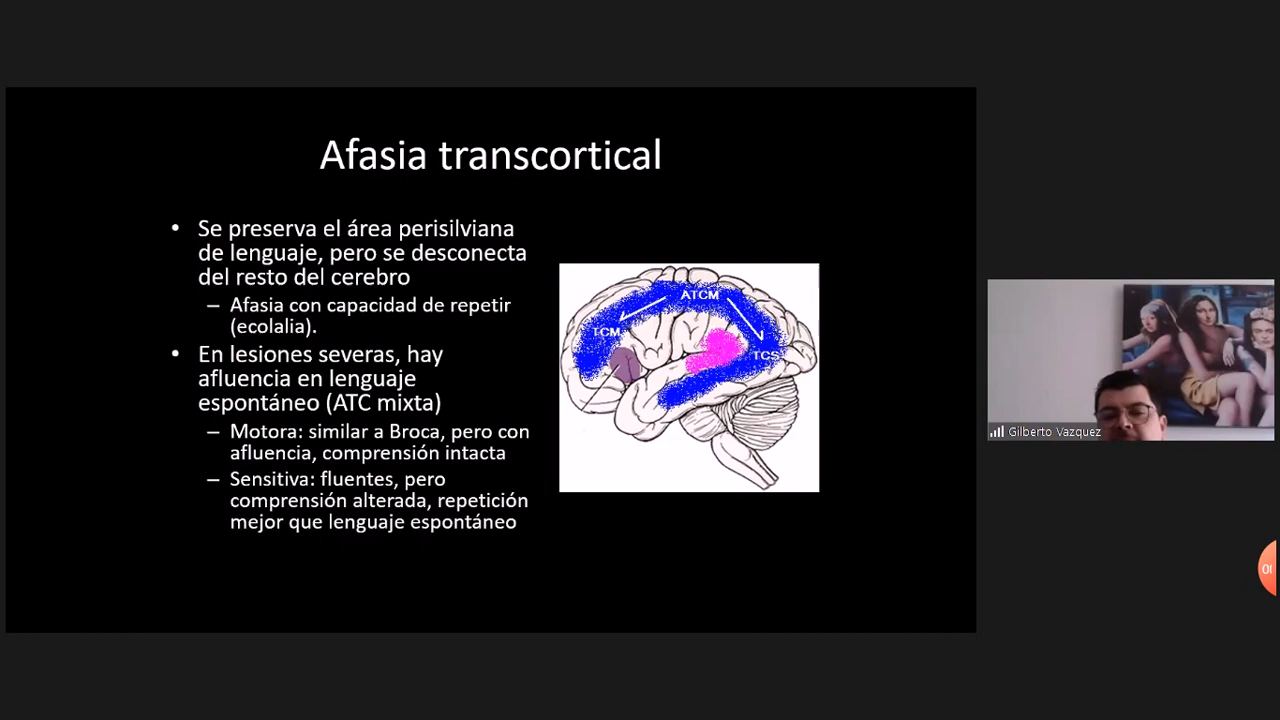 Afasia transcortical
• Se preserva el área perisilviana
de lenguaje, pero se desconecta
del resto del cerebro
– Afasia con capacidad de repetir
(ecolalia).
• En lesiones severas, hay
afluencia en lenguaje
espontáneo (ATC mixta)
– Motora: similar a Broca, pero con
afluencia, comprensión intacta
– Sensitiva: fluentes, pero
comprensión alterada, repetición
mejor que lenguaje espontáneo
ATCM
TCM
TCS
Gilberto Vazquez